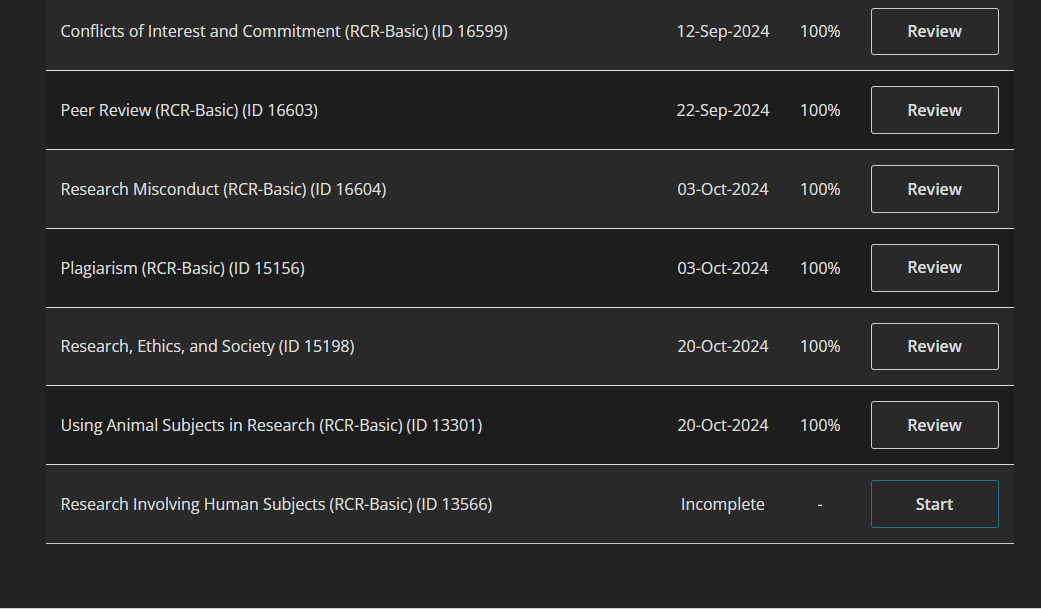 Conflicts of Interest and Commitment (RCR-Basic) (ID 16599) 12-Sep-2024 100% Review
Peer Review (RCR-Basic) (ID 16603) 22-Sep-2024 100% Review
Research Misconduct (RCR-Basic) (ID 16604) 03-Oct-2024 100% Review
Plagiarism (RCR-Basic) (ID 15156) 03-Oct-2024 100% Review
Research, Ethics, and Society (ID 15198) 20-Oct-2024 100% Review
Using Animal Subjects in Research (RCR-Basic) (ID 13301) 20-Oct-2024 100% Review
Research Involving Human Subjects (RCR-Basic) (ID 13566) Incomplete - Start